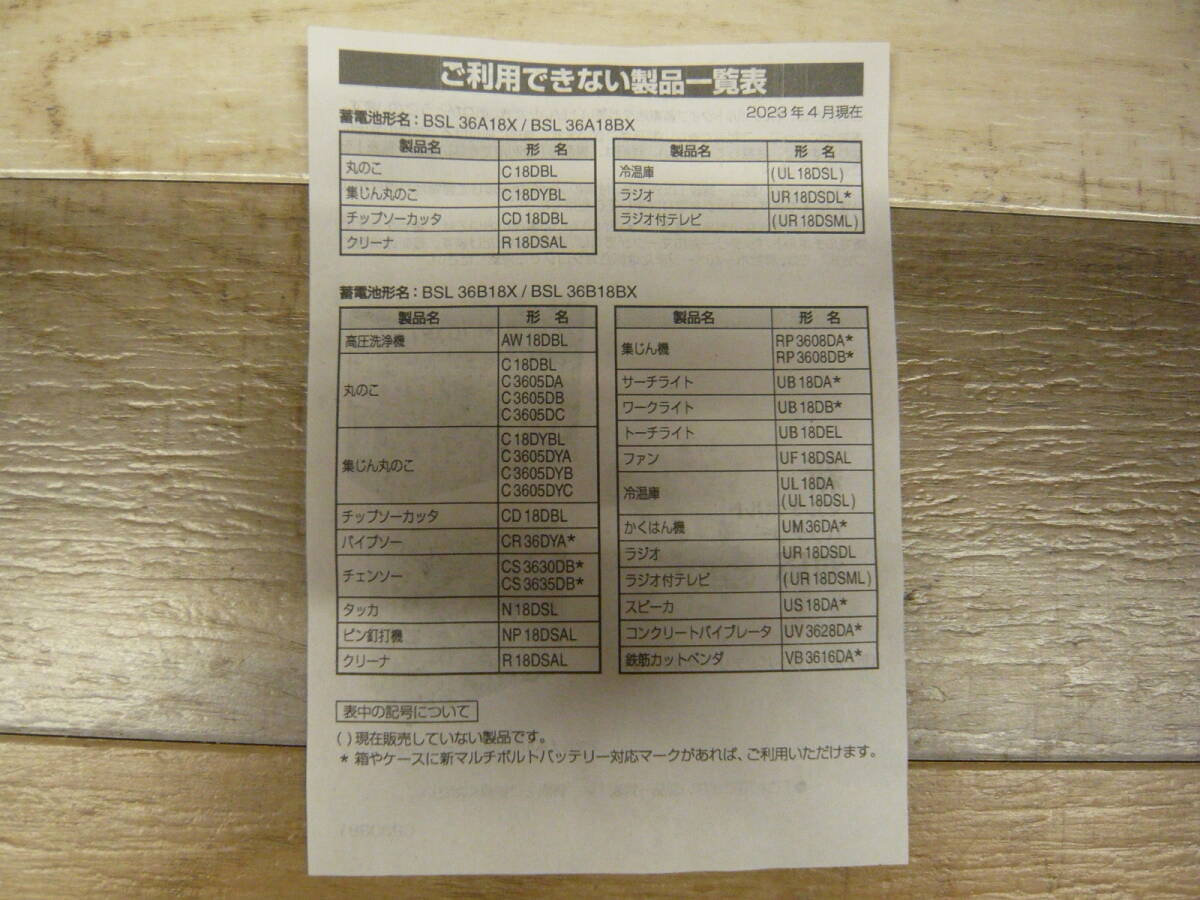 ご利用できない製品一覧表
2023年4月現在
蓄電池形名：BSL 36A18X / BSL 36A18BX
製品名 形 名
丸のこ C 18DBL
集じん丸のこ C 18DYBL
チップソーカッタ CD 18DBL
クリーナ R 18DSAL
製品名 形 名
冷温庫 (UL 18DSL)
ラジオ UR 18DSDL*
ラジオ付テレビ (UR 18DSML)
蓄電池形名：BSL 36B18X / BSL 36B18BX
製品名 形 名
高圧洗浄機 AW 18DBL
丸のこ C 18DBL
C 3605DA
C 3605DB
C 3605DC
集じん丸のこ C 18DYBL
C 3605DYA
C 3605DYB
C 3605DYC
チップソーカッタ CD 18DBL
パイプソー CR 36DYA*
チェンソー CS 3630DB*
CS 3635DB*
タッカ N 18DSL
ピン釘打機 NP 18DSAL
クリーナ R 18DSAL
製品名 形 名
集じん機 RP 3608DA*
RP 3608DB*
サーチライト UB 18DA*
ワークライト UB 18DB*
トーチライト UB 18DEL
ファン UF 18DSAL
冷温庫 UL 18DA
(UL 18DSL)
かくはん機 UM 36DA*
ラジオ UR 18DSDL
ラジオ付テレビ (UR 18DSML)
スピーカ US 18DA*
コンクリートバイブレータ UV 3628DA*
鉄筋カットベンダ VB 3616DA*
表中の記号について
( ) 現在販売していない製品です。
* 箱やケースに新マルチボルトバッテリー対応マークがあれば、ご利用いただけます。